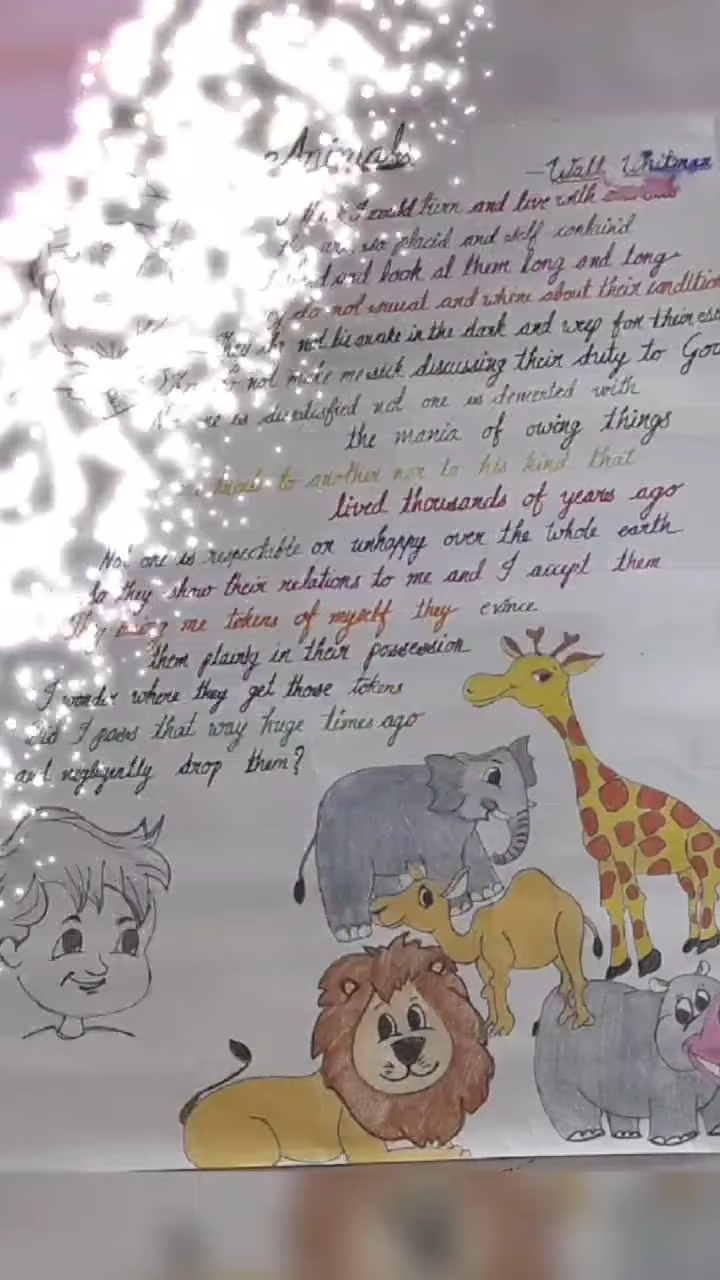 Animals
-Walt Whitman
I could turn and live with
placid and self contain'd
and look at them long and long
do not sweat and whine about their condition
not lie awake in the dark and weep for their
not make me sick discussing their duty to God
one is dissatisfied not one is demented with
the mania of owing things
to another nor to his kind that
lived thousands of years ago
Not one is respectable or unhappy over the whole earth
So they show their relations to me and I accept them
They bring me tokens of myself they evince
them plainly in their possession
I wonder where they get those tokens
Did I pass that way huge times ago
and negligently drop them?